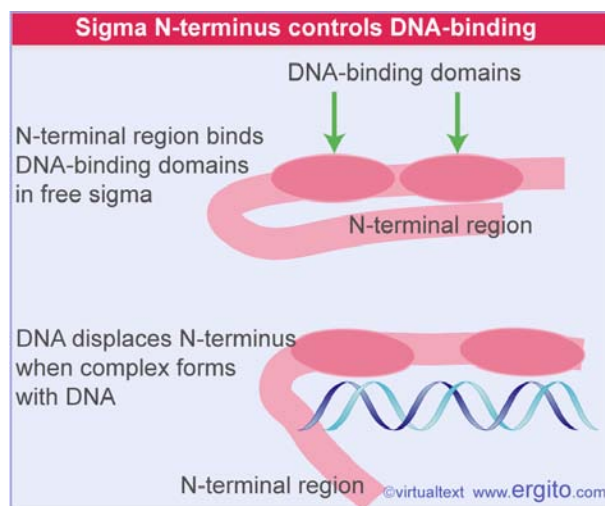 Sigma N-terminus controls DNA-binding
DNA-binding domains
N-terminal region binds
DNA-binding domains
in free sigma
N-terminal region
DNA displaces N-terminus
when complex forms
with DNA
N-terminal region
©virtualtext www.ergito.com